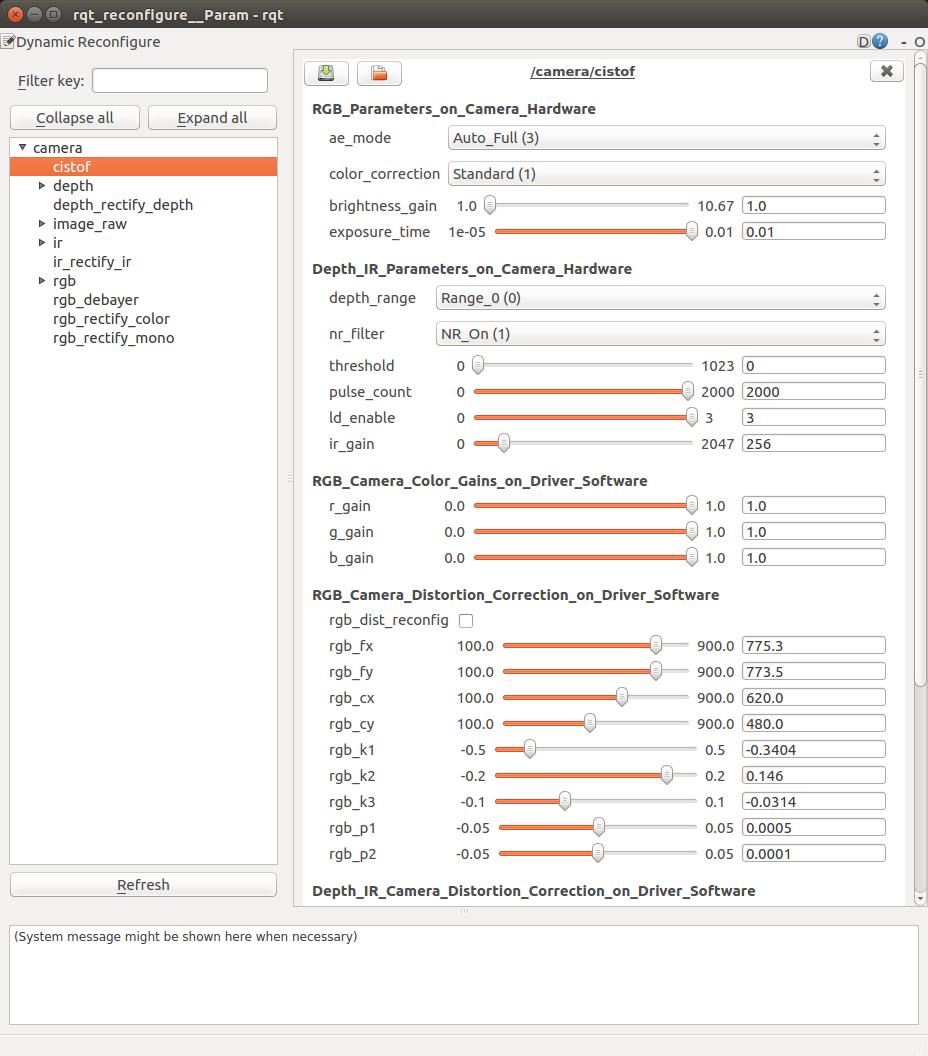 rqt_reconfigure__Param - rqt
Dynamic Reconfigure
D ? - O
Filter key:
Collapse all Expand all
camera
cistof
depth
depth_rectify_depth
image_raw
ir
ir_rectify_ir
rgb
rgb_debayer
rgb_rectify_color
rgb_rectify_mono
Refresh
/camera/cistof
RGB_Parameters_on_Camera_Hardware
ae_mode Auto_Full (3)
color_correction Standard (1)
brightness_gain 1.0 10.67 1.0
exposure_time 1e-05 0.01 0.01
Depth_IR_Parameters_on_Camera_Hardware
depth_range Range_0 (0)
nr_filter NR_On (1)
threshold 0 1023 0
pulse_count 0 2000 2000
ld_enable 0 3 3
ir_gain 0 2047 256
RGB_Camera_Color_Gains_on_Driver_Software
r_gain 0.0 1.0 1.0
g_gain 0.0 1.0 1.0
b_gain 0.0 1.0 1.0
RGB_Camera_Distortion_Correction_on_Driver_Software
rgb_dist_reconfig
rgb_fx 100.0 900.0 775.3
rgb_fy 100.0 900.0 773.5
rgb_cx 100.0 900.0 620.0
rgb_cy 100.0 900.0 480.0
rgb_k1 -0.5 0.5 -0.3404
rgb_k2 -0.2 0.2 0.146
rgb_k3 -0.1 0.1 -0.0314
rgb_p1 -0.05 0.05 0.0005
rgb_p2 -0.05 0.05 0.0001
Depth_IR_Camera_Distortion_Correction_on_Driver_Software
(System message might be shown here when necessary)